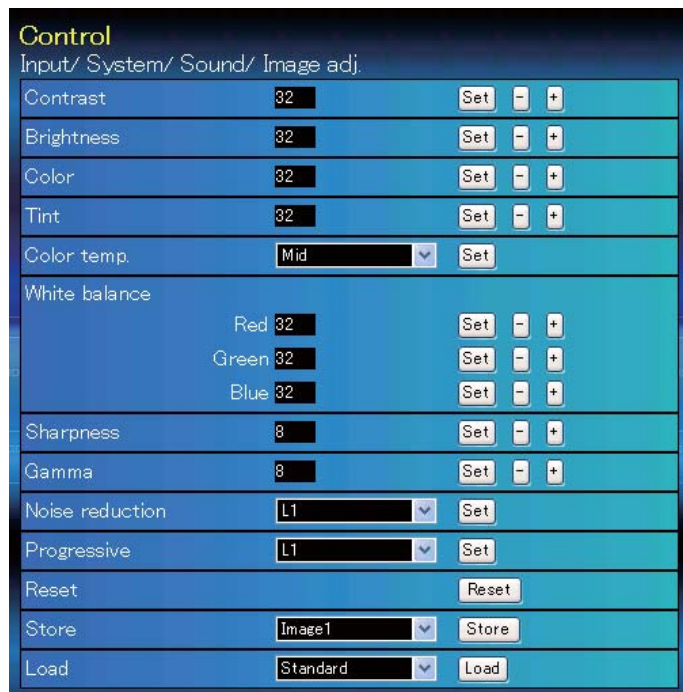 Control
Input/ System/ Sound/ Image adj.
Contrast 32 Set - +
Brightness 32 Set - +
Color 32 Set - +
Tint 32 Set - +
Color temp. Mid Set
White balance
Red 32 Set - +
Green 32 Set - +
Blue 32 Set - +
Sharpness 8 Set - +
Gamma 8 Set - +
Noise reduction L1 Set
Progressive L1 Set
Reset Reset
Store Image1 Store
Load Standard Load